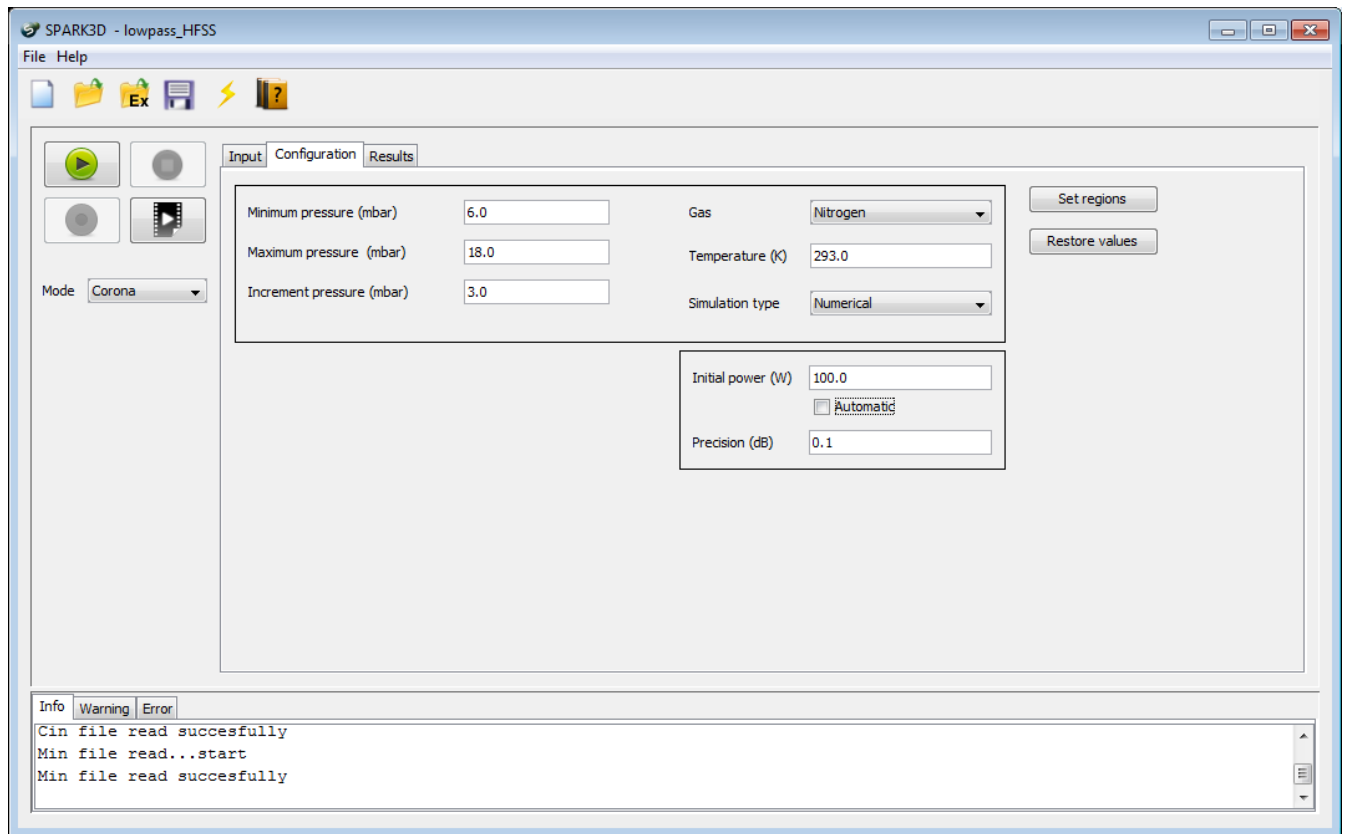 SPARK3D - lowpass_HFSS
File Help
Ex
?
Input Configuration Results
Minimum pressure (mbar) 6.0 Gas Nitrogen Set regions
Maximum pressure (mbar) 18.0 Temperature (K) 293.0 Restore values
Mode Corona Increment pressure (mbar) 3.0 Simulation type Numerical
Initial power (W) 100.0
Automatic
Precision (dB) 0.1
Info Warning Error
Cin file read succesfully
Min file read...start
Min file read succesfully